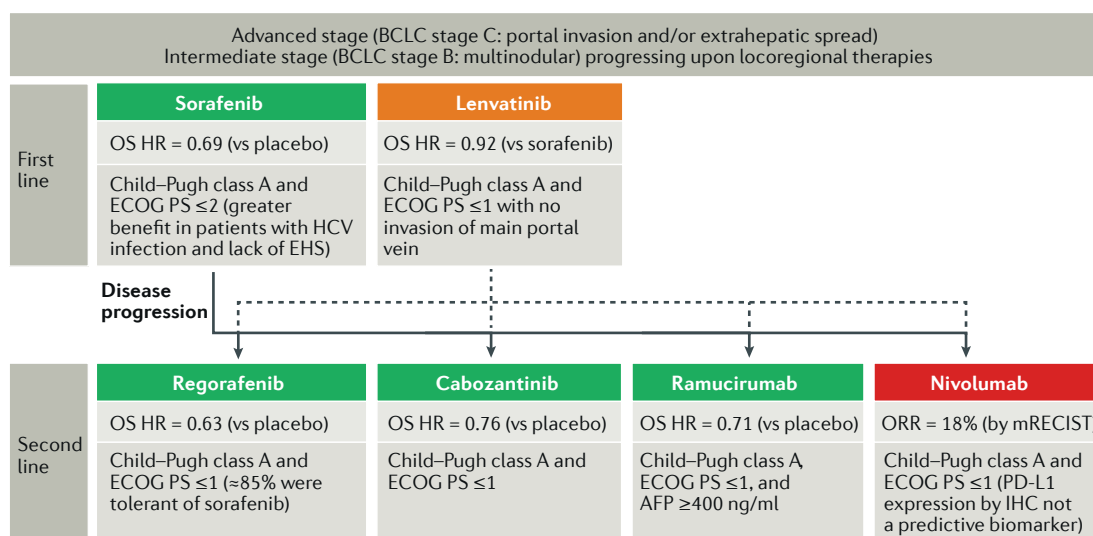 Advanced stage (BCLC stage C: portal invasion and/or extrahepatic spread)
Intermediate stage (BCLC stage B: multinodular) progressing upon locoregional therapies
First
line
Sorafenib
OS HR = 0.69 (vs placebo)
Child–Pugh class A and
ECOG PS ≤2 (greater
benefit in patients with HCV
infection and lack of EHS)
Lenvatinib
OS HR = 0.92 (vs sorafenib)
Child–Pugh class A and
ECOG PS ≤1 with no
invasion of main portal
vein
Disease
progression
Second
line
Regorafenib
OS HR = 0.63 (vs placebo)
Child–Pugh class A and
ECOG PS ≤1 (≈85% were
tolerant of sorafenib)
Cabozantinib
OS HR = 0.76 (vs placebo)
Child–Pugh class A and
ECOG PS ≤1
Ramucirumab
OS HR = 0.71 (vs placebo)
Child–Pugh class A,
ECOG PS ≤1, and
AFP ≥400 ng/ml
Nivolumab
ORR = 18% (by mRECIST)
Child–Pugh class A and
ECOG PS ≤1 (PD-L1
expression by IHC not
a predictive biomarker)